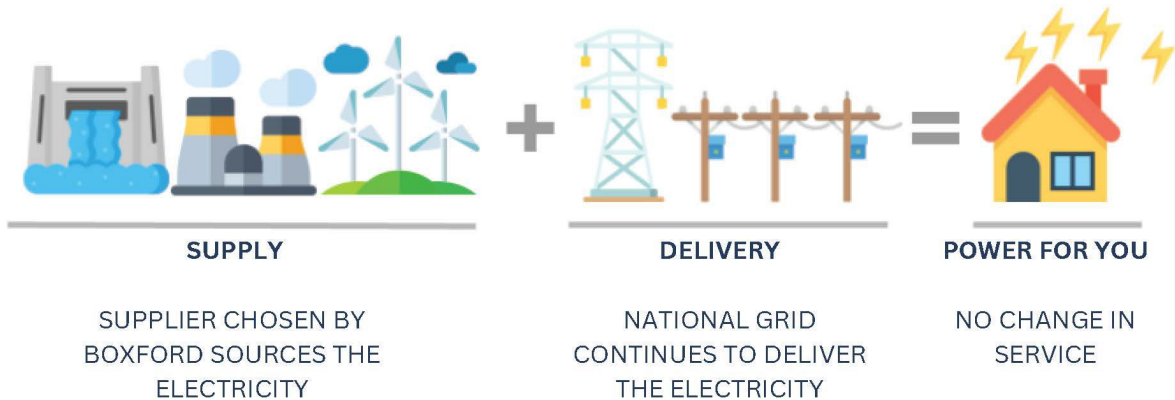 SUPPLY
SUPPLIER CHOSEN BY
BOXFORD SOURCES THE
ELECTRICITY
DELIVERY
NATIONAL GRID
CONTINUES TO DELIVER
THE ELECTRICITY
POWER FOR YOU
NO CHANGE IN
SERVICE